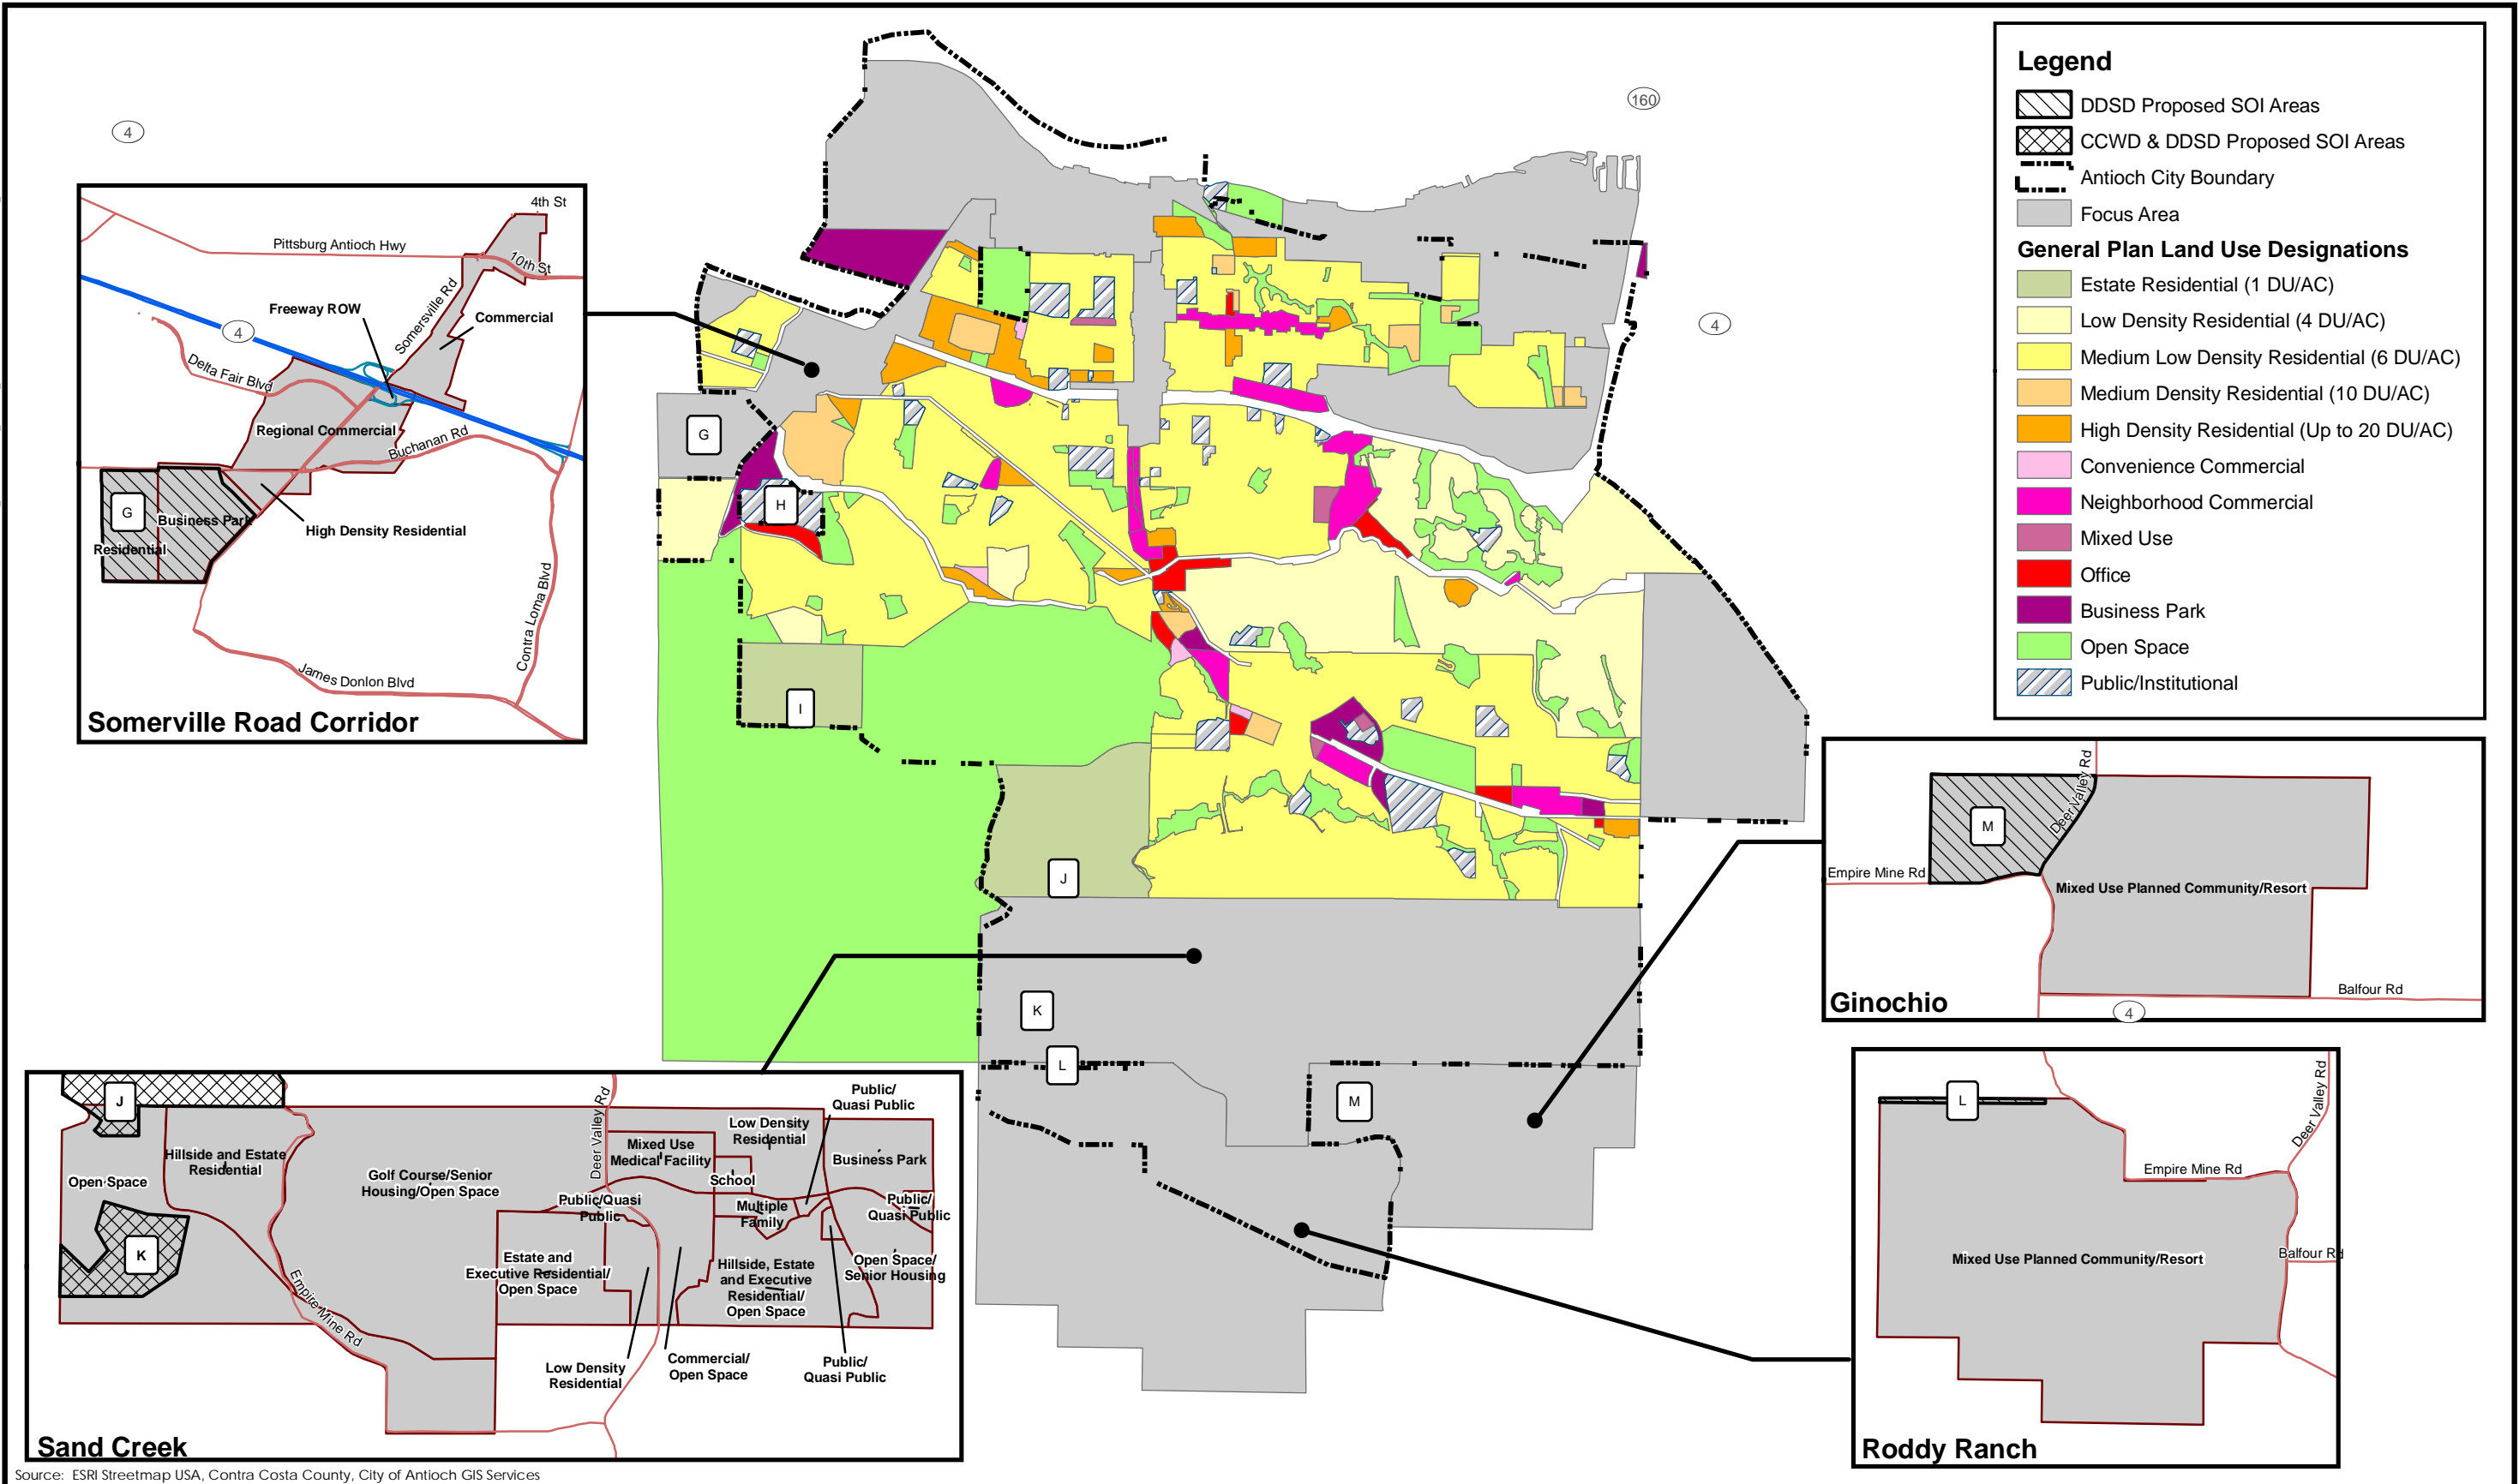 4
160
4
Legend
DDSD Proposed SOI Areas
CCWD & DDSD Proposed SOI Areas
Antioch City Boundary
Focus Area
General Plan Land Use Designations
Estate Residential (1 DU/AC)
Low Density Residential (4 DU/AC)
Medium Low Density Residential (6 DU/AC)
Medium Density Residential (10 DU/AC)
High Density Residential (Up to 20 DU/AC)
Convenience Commercial
Neighborhood Commercial
Mixed Use
Office
Business Park
Open Space
Public/Institutional
4th St
Pittsburg Antioch Hwy
10th St
Somersville Rd
Freeway ROW
Commercial
4
Delta Fair Blvd
Regional Commercial
Buchanan Rd
G
Business Park
High Density Residential
Residential
Contra Loma Blvd
James Donlon Blvd
Somerville Road Corridor
G
H
I
J
K
L
M
Deer Valley Rd
M
Empire Mine Rd
Mixed Use Planned Community/Resort
Balfour Rd
Ginochio
4
J
Public/
Quasi Public
Deer Valley Rd
Low Density
Residential
Mixed Use
Medical Facility
Business Park
Hillside and Estate
Residential
Open Space
Golf Course/Senior
Housing/Open Space
School
Public/Quasi
Public
Multiple
Family
Public/
Quasi Public
K
Estate and
Executive Residential/
Open Space
Hillside, Estate
and Executive
Residential/
Open Space
Open Space/
Senior Housing
Empire Mine Rd
Low Density
Residential
Commercial/
Open Space
Public/
Quasi Public
Sand Creek
L
Deer Valley Rd
Empire Mine Rd
Mixed Use Planned Community/Resort
Balfour Rd
Roddy Ranch
Source: ESRI Streetmap USA, Contra Costa County, City of Antioch GIS Services